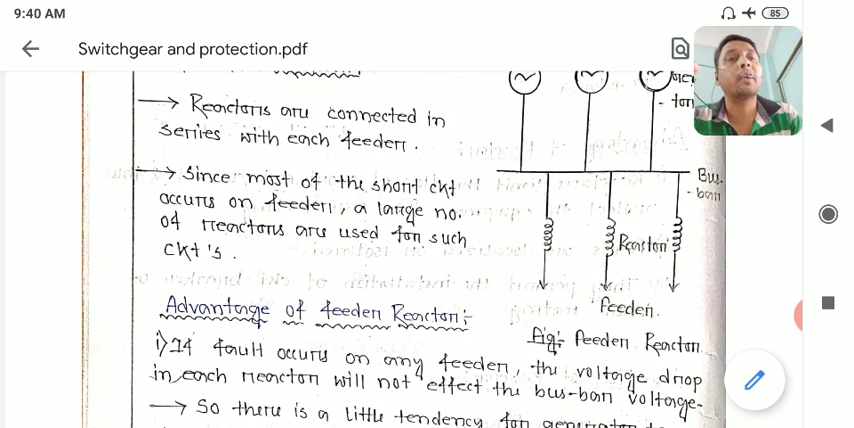 9:40 AM
85
Switchgear and protection.pdf
→ Reactors are connected in
series with each feeder.
→ Since most of the short ckt
occurs on feeder, a large no.
of reactors are used for such
ckt's.
Advantage of feeder Reactor:-
i) If fault occurs on any feeder, the voltage drop
in each reactor will not effect the bus-bar voltage.
→ So there is a little tendency for generator
tor
Bus
-bar
Reactor
feeder.
fig:- feeder Reactor.